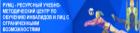 РУМЦ - РЕСУРСНЫЙ УЧЕБНО-
МЕТОДИЧЕСКИЙ ЦЕНТР ПО
ОБУЧЕНИЮ ИНВАЛИДОВ И ЛИЦ С
ОГРАНИЧЕННЫМИ
ВОЗМОЖНОСТЯМИ